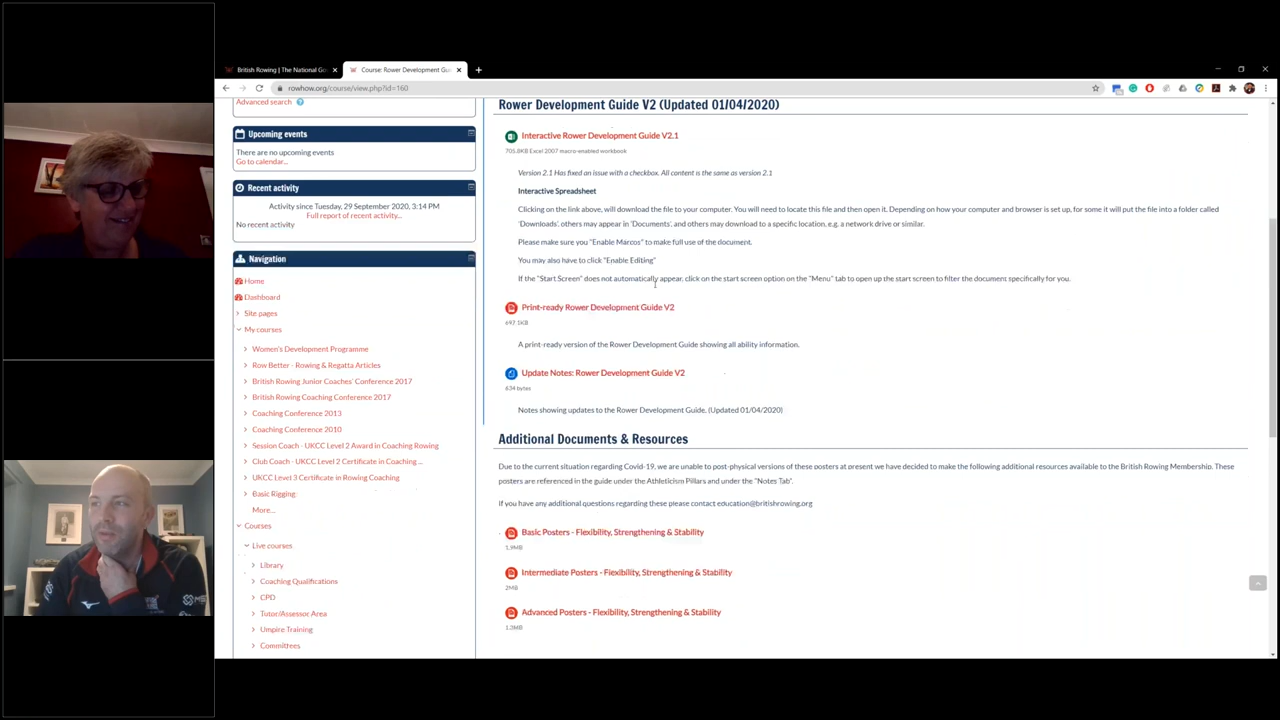 British Rowing | The National Go
Course: Rower Development Gui
rowhow.org/course/view.php?id=160
Advanced search
Upcoming events
There are no upcoming events
Go to calendar...
Recent activity
Activity since Tuesday, 29 September 2020, 3:14 PM
Full report of recent activity...
No recent activity
Navigation
Home
Dashboard
Site pages
My courses
Women's Development Programme
Row Better - Rowing & Regatta Articles
British Rowing Junior Coaches' Conference 2017
British Rowing Coaching Conference 2017
Coaching Conference 2013
Coaching Conference 2010
Session Coach - UKCC Level 2 Award in Coaching Rowing
Club Coach - UKCC Level 2 Certificate in Coaching ...
UKCC Level 3 Certificate in Rowing Coaching
Basic Rigging
More...
Courses
Live courses
Library
Coaching Qualifications
CPD
Tutor/Assessor Area
Umpire Training
Committees
Rower Development Guide V2 (Updated 01/04/2020)
Interactive Rower Development Guide V2.1
705.8KB Excel 2007 macro-enabled workbook
Version 2.1 Has fixed an issue with a checkbox. All content is the same as version 2.1
Interactive Spreadsheet
Clicking on the link above, will download the file to your computer. You will need to locate this file and then open it. Depending on how your computer and browser is set up, for some it will put the file into a folder called
'Downloads', others may appear in 'Documents', and others may download to a specific location, e.g. a network drive or similar.
Please make sure you "Enable Marcos" to make full use of the document.
You may also have to click "Enable Editing"
If the "Start Screen" does not automatically appear, click on the start screen option on the "Menu" tab to open up the start screen to filter the document specifically for you.
Print-ready Rower Development Guide V2
697.1KB
A print-ready version of the Rower Development Guide showing all ability information.
Update Notes: Rower Development Guide V2
634 bytes
Notes showing updates to the Rower Development Guide. (Updated 01/04/2020)
Additional Documents & Resources
Due to the current situation regarding Covid-19, we are unable to post-physical versions of these posters at present we have decided to make the following additional resources available to the British Rowing Membership. These
posters are referenced in the guide under the Athleticism Pillars and under the "Notes Tab".
If you have any additional questions regarding these please contact education@britishrowing.org
Basic Posters - Flexibility, Strengthening & Stability
1.9MB
Intermediate Posters - Flexibility, Strengthening & Stability
2MB
Advanced Posters - Flexibility, Strengthening & Stability
1.3MB